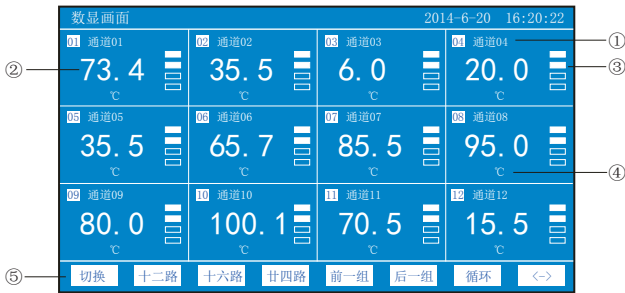 数显画面 2014-6-20 16:20:22
01 通道01 02 通道02 03 通道03 04 通道04 ①
② 73.4 35.5 6.0 20.0 ③
℃ ℃ ℃ ℃
05 通道05 06 通道06 07 通道07 08 通道08
35.5 65.7 85.5 95.0
℃ ℃ ℃ ℃ ④
09 通道09 10 通道10 11 通道11 12 通道12
80.0 100.1 70.5 15.5
℃ ℃ ℃ ℃
⑤ 切换 十二路 十六路 廿四路 前一组 后一组 循环 <->